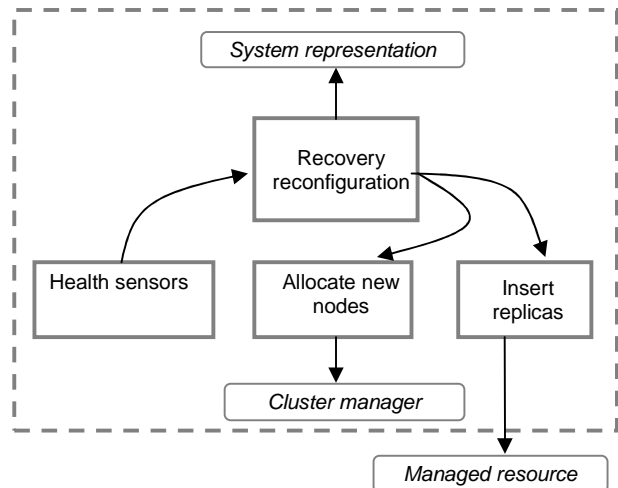 System representation
Recovery
reconfiguration
Health sensors
Allocate new
nodes
Insert
replicas
Cluster manager
Managed resource